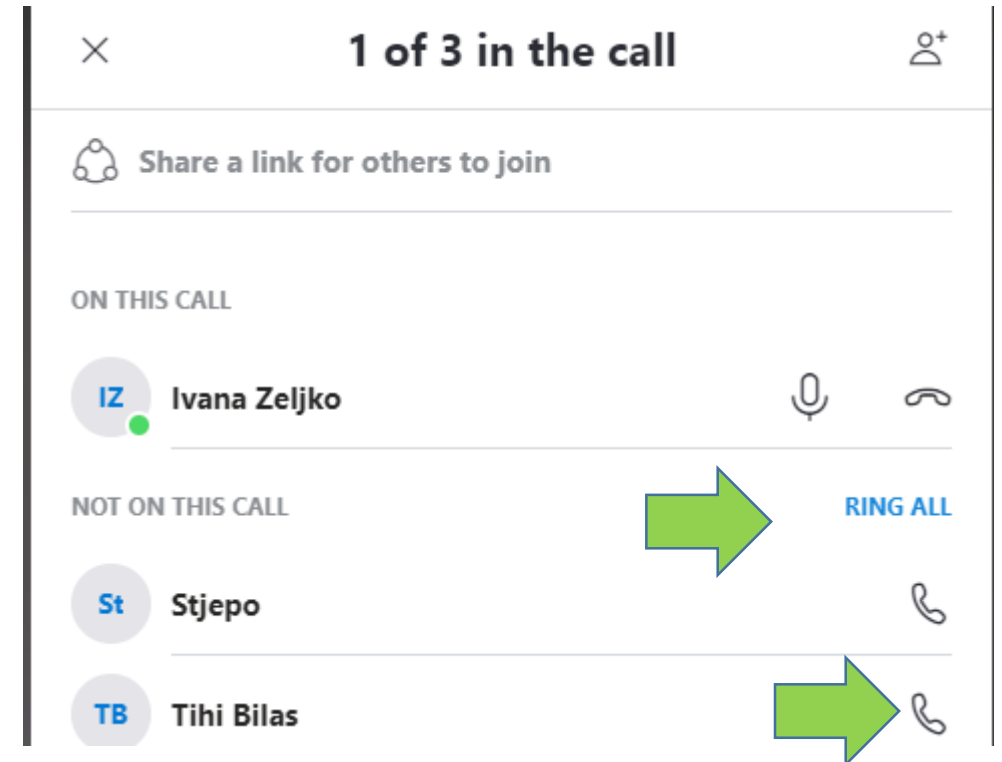 1 of 3 in the call
Share a link for others to join
ON THIS CALL
IZ Ivana Zeljko
NOT ON THIS CALL RING ALL
St Stjepo
TB Tihi Bilas